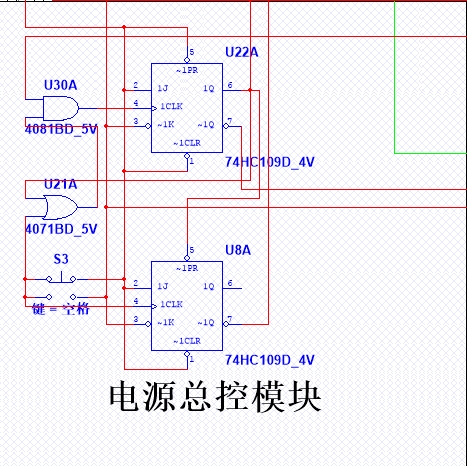 U22A
5
~1PR
2
1J
1Q
6
U30A
4
1CLK
3
~1K
~1Q
7
4081BD_5V
~1CLR
1
74HC109D_4V
U21A
4071BD_5V
5
U8A
~1PR
S3
2
1J
1Q
6
4
1CLK
键 = 空格
3
~1K
~1Q
7
~1CLR
1
74HC109D_4V
电源总控模块